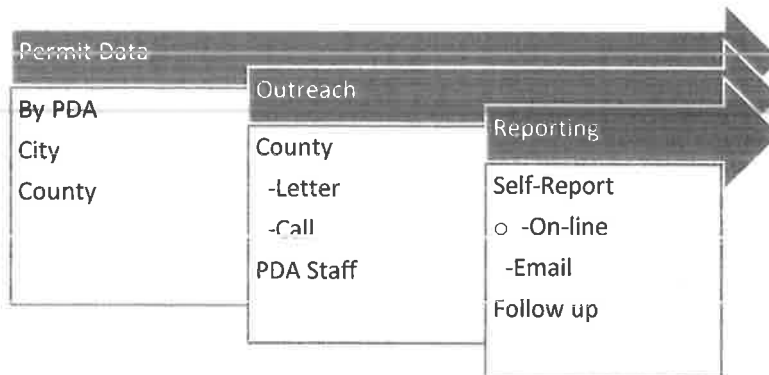 Permit Data
By PDA
City
County
Outreach
County
-Letter
-Call
PDA Staff
Reporting
Self-Report
○ -On-line
-Email
Follow up